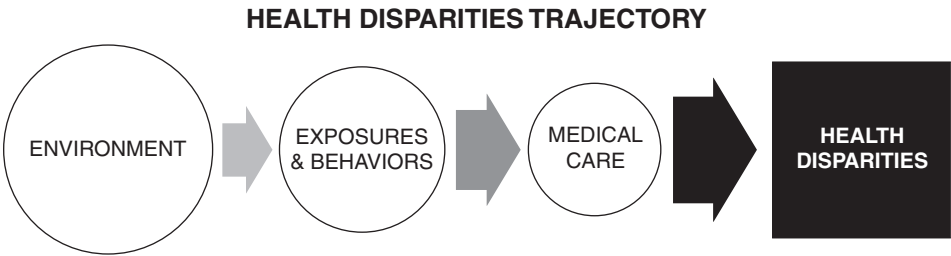 HEALTH DISPARITIES TRAJECTORY
ENVIRONMENT
EXPOSURES
& BEHAVIORS
MEDICAL
CARE
HEALTH
DISPARITIES